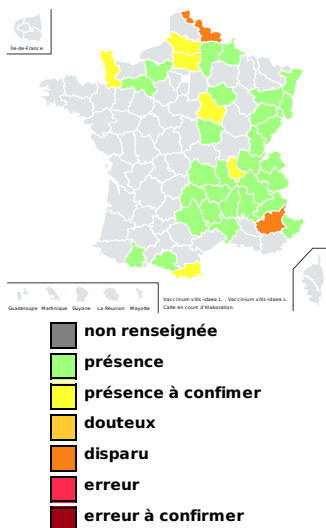 Île-de-France
Guadeloupe Martinique Guyane La Réunion Mayotte
Vaccinium vitis-idaea L. , Vaccinium vitis-idaea L.
Carte en cours d'élaboration.
non renseignée
présence
présence à confimer
douteux
disparu
erreur
erreur à confirmer